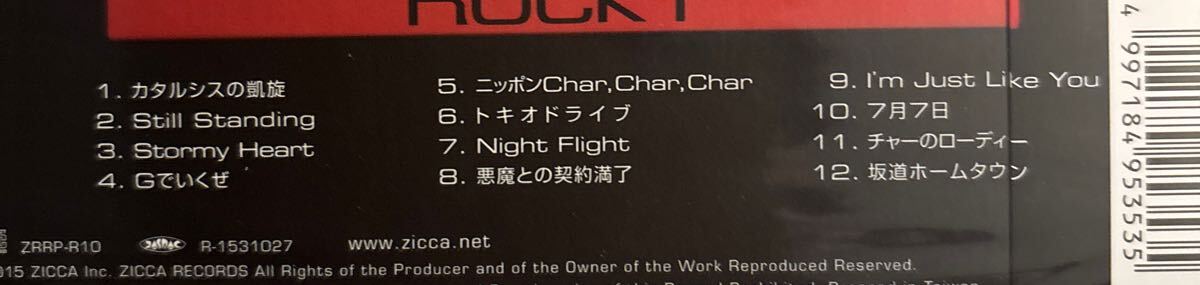 ROCK +
1. カタルシスの凱旋
2. Still Standing
3. Stormy Heart
4. Gでいくぜ
5. ニッポンChar,Char,Char
6. トキオドライブ
7. Night Flight
8. 悪魔との契約満了
9. I'm Just Like You
10. 7月7日
11. チャーのローディー
12. 坂道ホームタウン
ZRRP-R10 JASRAC R-1531027 www.zicca.net
015 ZICCA Inc. ZICCA RECORDS All Rights of the Producer and of the Owner of the Work Reproduced Reserved.
4 997184 953535